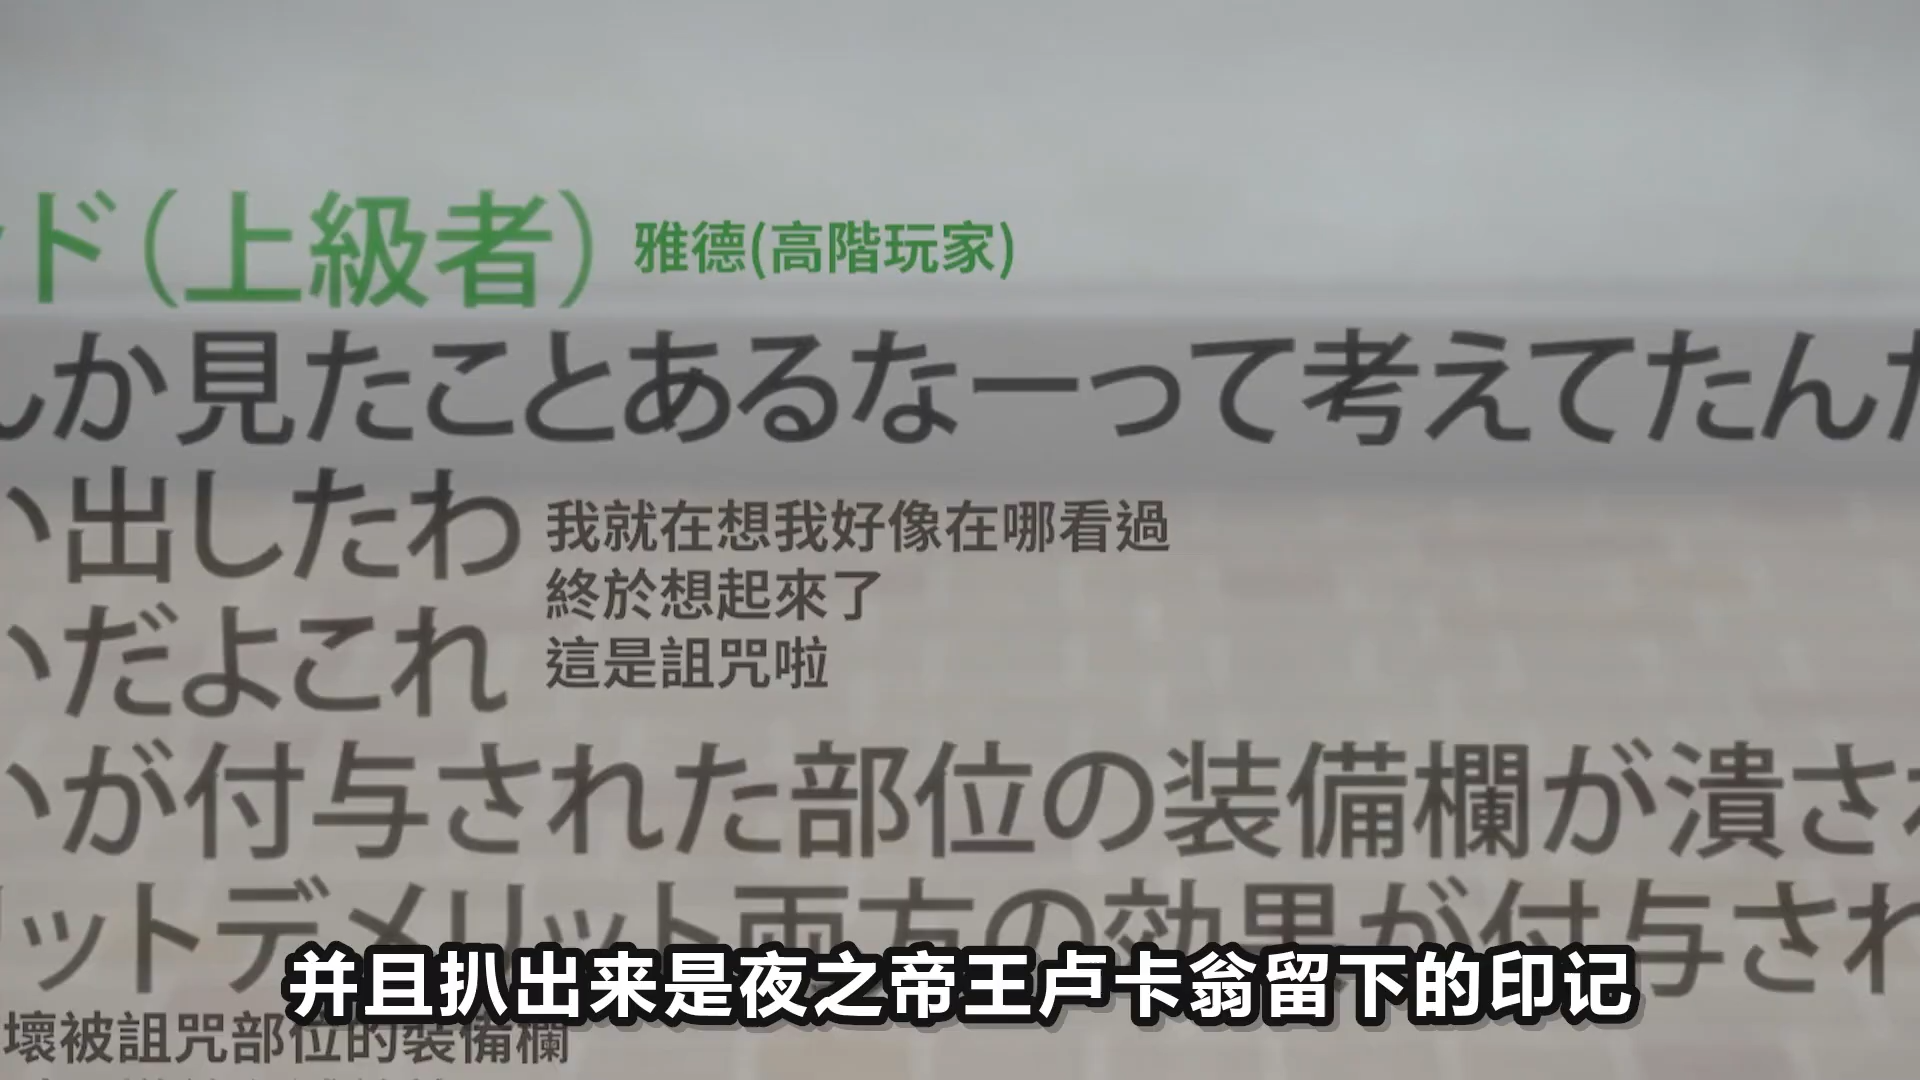 ド（上級者） 雅德(高階玩家)
んか見たことあるなーって考えてたんだ
い出したわ
我就在想我好像在哪看過
終於想起來了
いだよこれ
這是詛咒啦
いが付与された部位の装備欄が潰され
リットデメリット両方の効果が付与され
并且扒出来是夜之帝王卢卡翁留下的印记
壞被詛咒部位的裝備欄